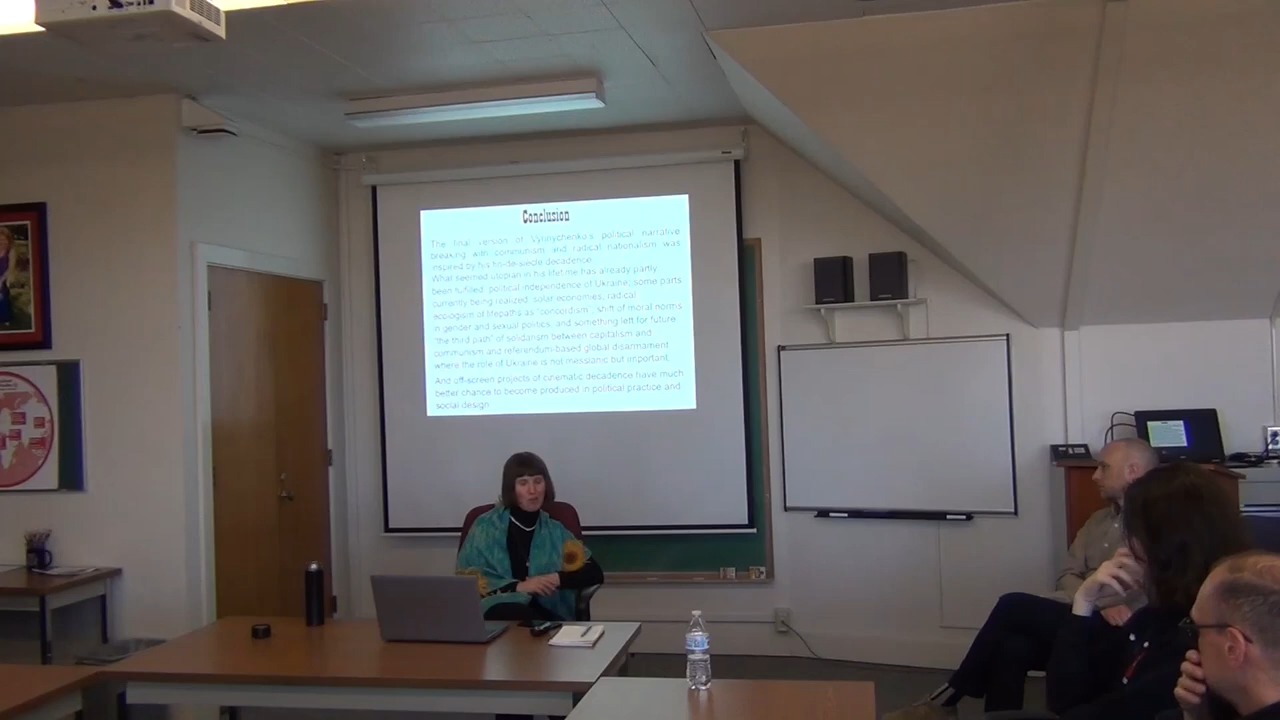 Conclusion
The final version of Vynnychenko's political narrative
breaking with communism and radical nationalism was
inspired by his fin-de-siecle decadence.
What seemed utopian in his lifetime has already partly
been fulfilled: political independence of Ukraine; some parts
currently being realized: solar economies, radical
ecologism of lifepaths as "concordism", shift of moral norms
in gender and sexual politics; and something left for future:
"the third path" of solidarism between capitalism and
communism and referendum-based global disarmament
where the role of Ukraine is not messianic but important.
And off-screen projects of cinematic decadence have much
better chance to become produced in political practice and
social design